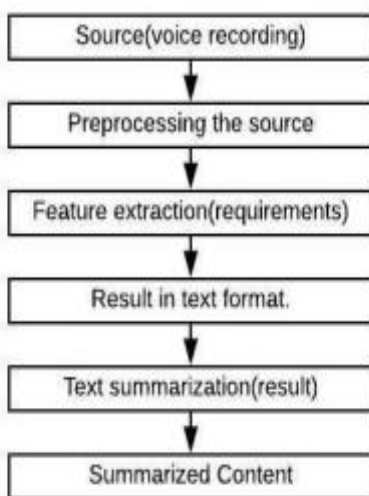 Source(voice recording)
Preprocessing the source
Feature extraction(requirements)
Result in text format.
Text summarization(result)
Summarized Content